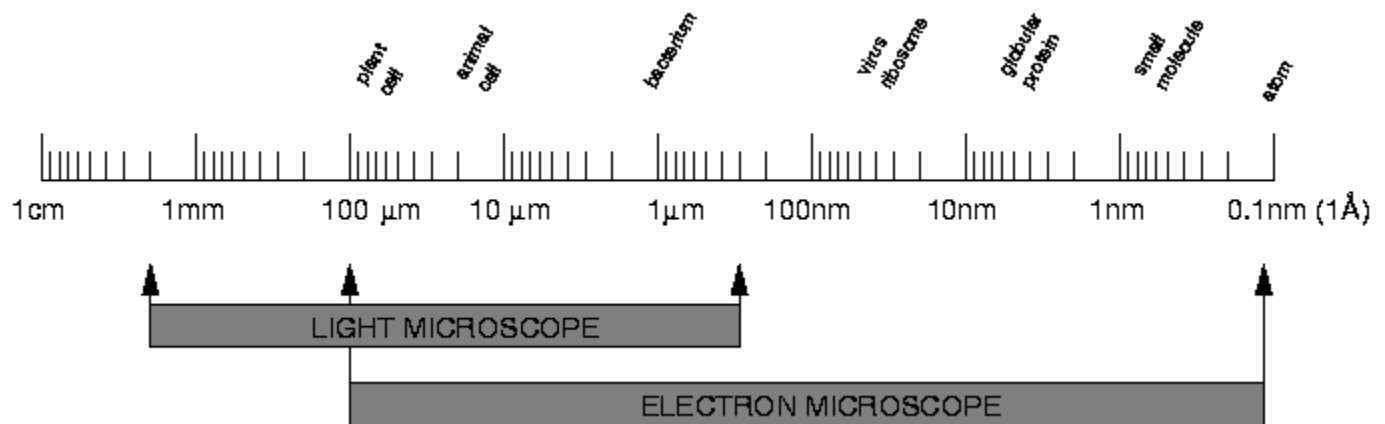 plant
cell
animal
cell
bacterium
virus
ribosome
globular
protein
small
molecule
atom
1cm 1mm 100 μm 10 μm 1μm 100nm 10nm 1nm 0.1nm (1Å)
LIGHT MICROSCOPE
ELECTRON MICROSCOPE